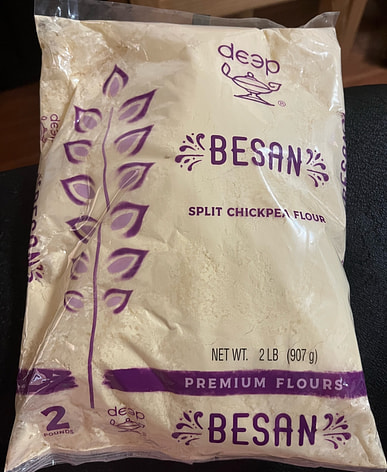 deep
®
BESAN
SPLIT CHICKPEA FLOUR
NET WT. 2 LB (907 g)
PREMIUM FLOURS
2
POUNDS
deep
BESAN